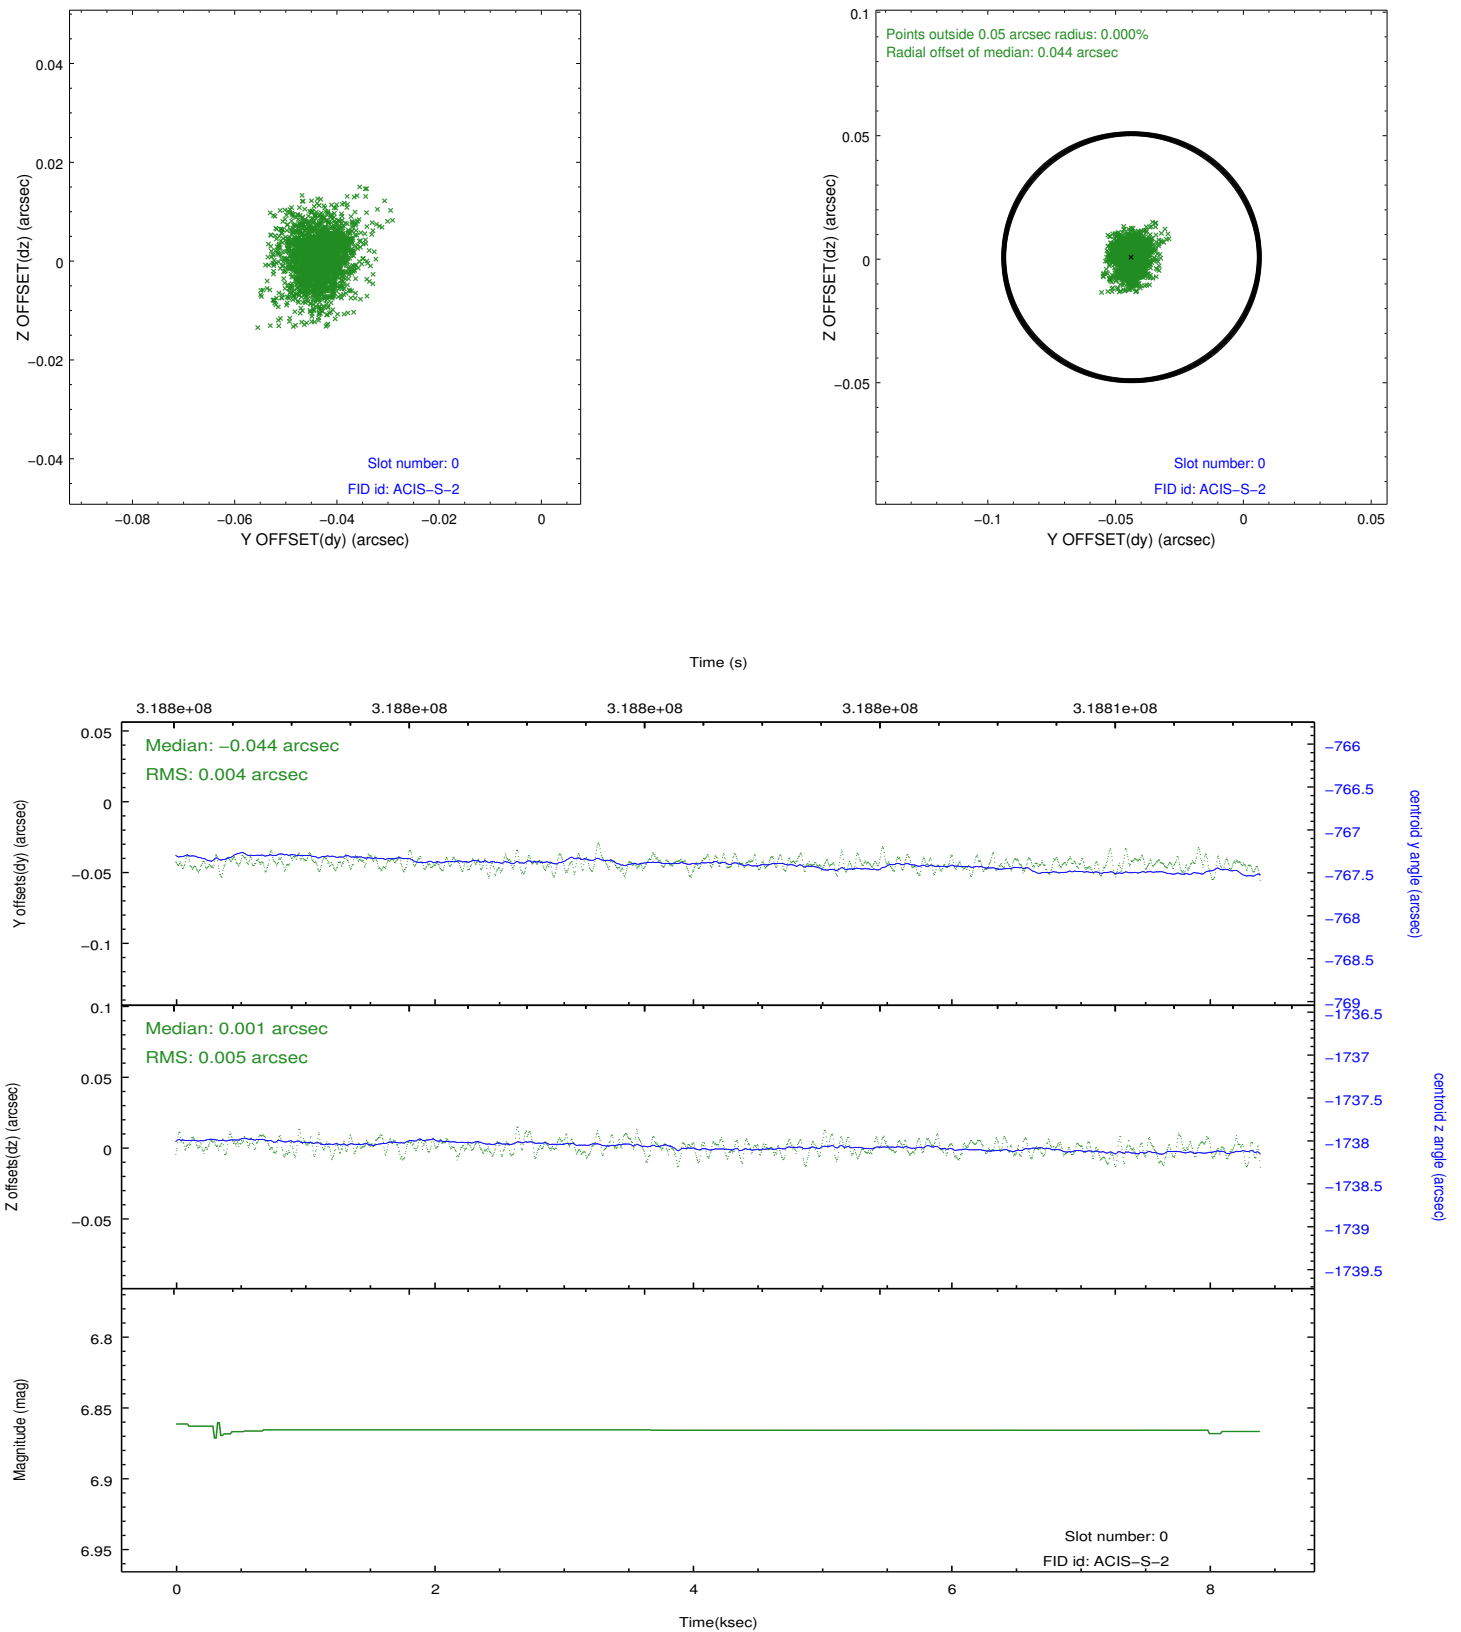 0.04
0.02
0
−0.02
−0.04
Z OFFSET(dz) (arcsec)
Slot number: 0
FID id: ACIS−S−2
−0.08
−0.06
−0.04
−0.02
0
Y OFFSET(dy) (arcsec)
Points outside 0.05 arcsec radius: 0.000%
Radial offset of median: 0.044 arcsec
0.1
0.05
0
−0.05
Z OFFSET(dz) (arcsec)
Slot number: 0
FID id: ACIS−S−2
−0.1
−0.05
0
0.05
Y OFFSET(dy) (arcsec)
Time (s)
3.188e+08
3.188e+08
3.188e+08
3.188e+08
3.1881e+08
Median: −0.044 arcsec
RMS: 0.004 arcsec
0.05
0
−0.05
−0.1
Y offsets(dy) (arcsec)
−766
−766.5
−767
−767.5
−768
−768.5
−769
centroid y angle (arcsec)
Median: 0.001 arcsec
RMS: 0.005 arcsec
0.1
0.05
0
−0.05
Z offsets(dz) (arcsec)
−1736.5
−1737
−1737.5
−1738
−1738.5
−1739
−1739.5
centroid z angle (arcsec)
6.8
6.85
6.9
6.95
Magnitude (mag)
Slot number: 0
FID id: ACIS−S−2
0
2
4
6
8
Time(ksec)